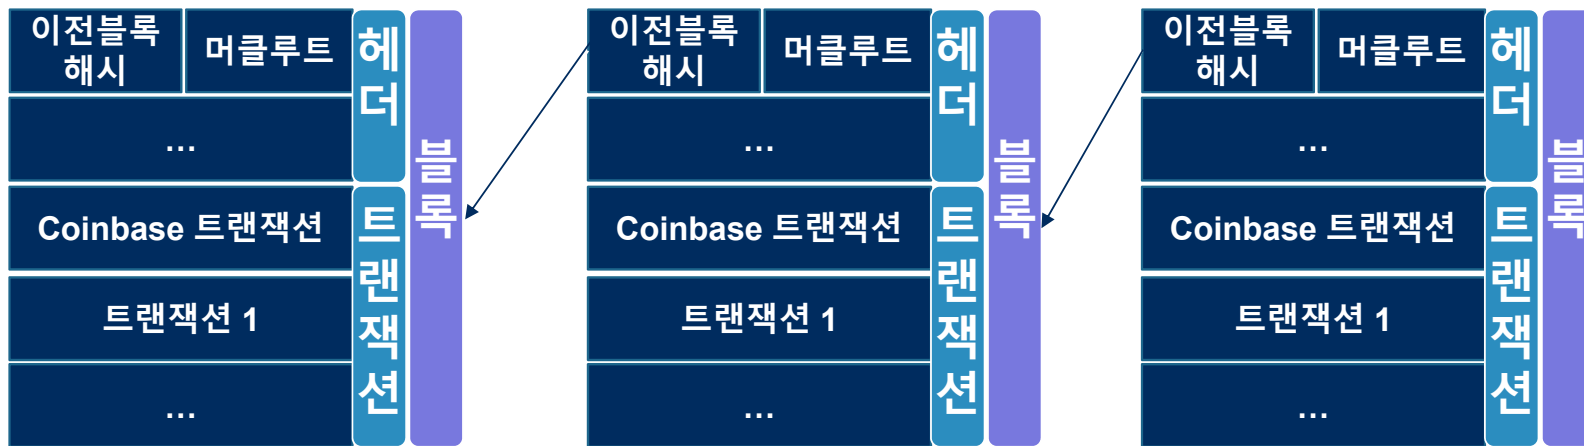 이전블록
해시
머클루트
...
헤더
Coinbase 트랜잭션
트랜잭션 1
...
트랜잭션
블록
이전블록
해시
머클루트
...
헤더
Coinbase 트랜잭션
트랜잭션 1
...
트랜잭션
블록
이전블록
해시
머클루트
...
헤더
Coinbase 트랜잭션
트랜잭션 1
...
트랜잭션
블록